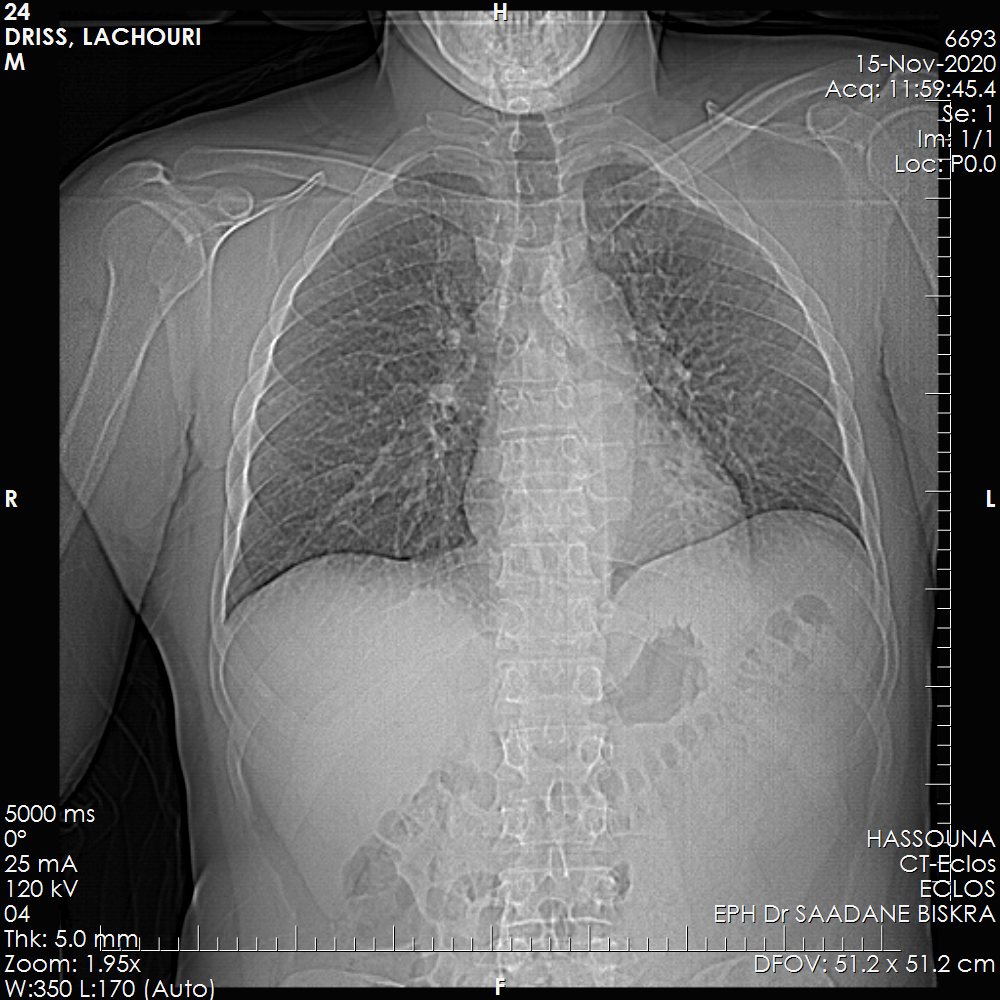 24
DRISS, LACHOURI
M
H
6693
15-Nov-2020
Acq: 11:59:45.4
Se: 1
Im: 1/1
Loc: P0.0
R
L
5000 ms
0°
25 mA
120 kV
04
Thk: 5.0 mm
Zoom: 1.95x
W:350 L:170 (Auto)
F
HASSOUNA
CT-Eclos
ECLOS
EPH Dr SAADANE BISKRA
DFOV: 51.2 x 51.2 cm